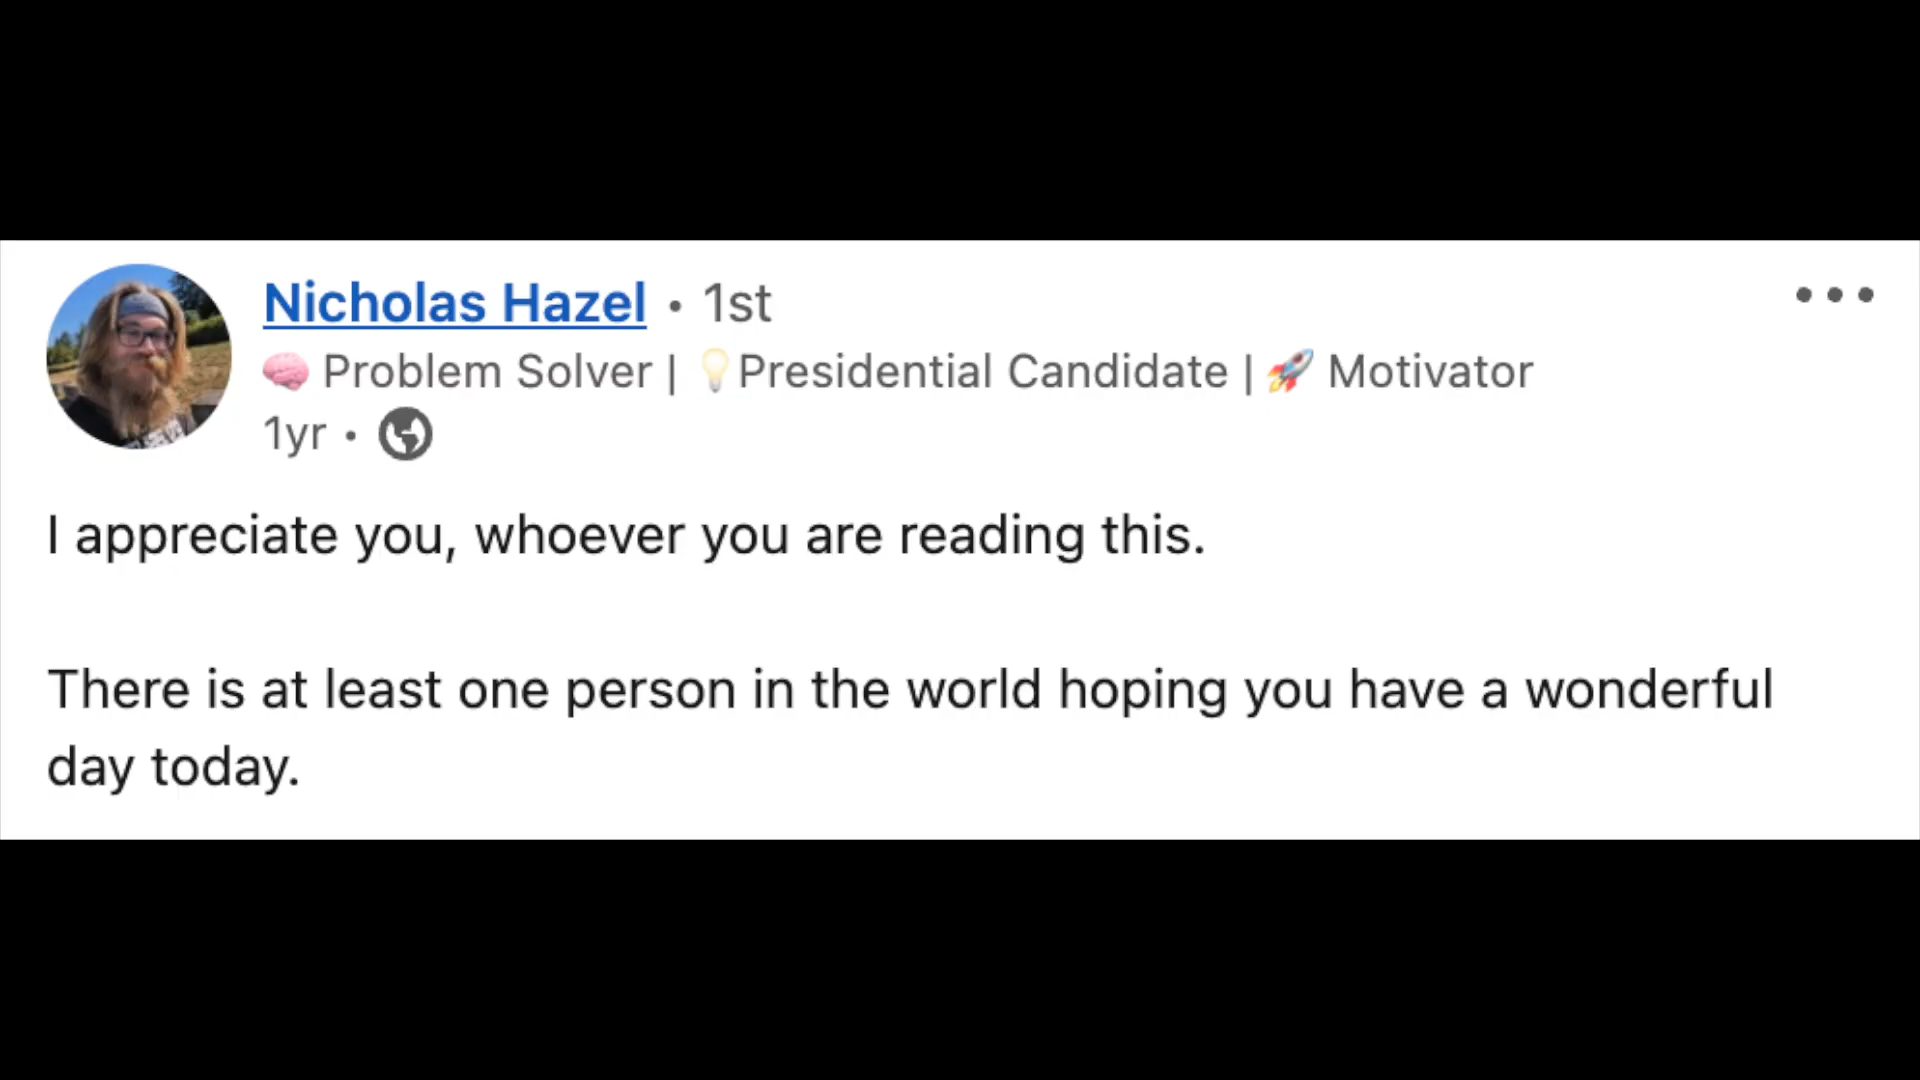 Nicholas Hazel • 1st
🧠 Problem Solver | 💡Presidential Candidate | 🚀 Motivator
1yr •
I appreciate you, whoever you are reading this.
There is at least one person in the world hoping you have a wonderful
day today.